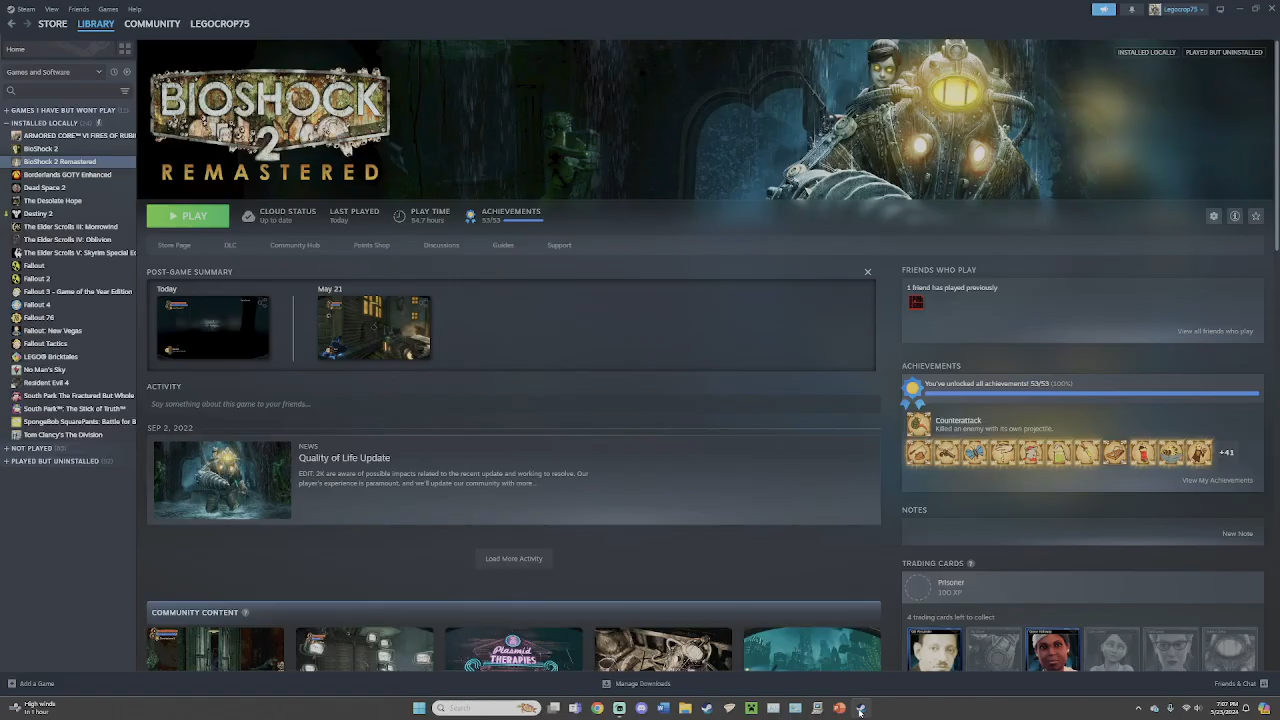 Steam View Friends Games Help
LEGOCROP75
STORE LIBRARY COMMUNITY LEGOCROP75
Home
INSTALLED LOCALLY PLAYED BUT UNINSTALLED
Games and Software
BIOSHOCK
2
REMASTERED
GAMES I HAVE BUT WONT PLAY
INSTALLED LOCALLY
ARMORED CORE™ VI FIRES OF RUBI
BioShock 2
BioShock 2 Remastered
Borderlands GOTY Enhanced
Dead Space 2
The Desolate Hope
Destiny 2
The Elder Scrolls III: Morrowind
The Elder Scrolls IV: Oblivion
The Elder Scrolls V: Skyrim Special E
Fallout
Fallout 2
Fallout 3 - Game of the Year Edition
Fallout 4
Fallout 76
Fallout: New Vegas
Fallout Tactics
LEGO® Bricktales
No Man's Sky
Resident Evil 4
South Park™: The Fractured But Whole
South Park™: The Stick of Truth™
SpongeBob SquarePants: Battle for
Tom Clancy's The Division
NOT PLAYED
PLAYED BUT UNINSTALLED
PLAY
CLOUD STATUS
Up to date
LAST PLAYED
Today
PLAY TIME
54.7 hours
ACHIEVEMENTS
53/53
Store Page DLC Community Hub Points Shop Discussions Guides Support
POST-GAME SUMMARY
Today
May 21
ACTIVITY
Say something about this game to your friends...
SEP 2, 2022
NEWS
Quality of Life Update
EDIT: 2K are aware of possible impacts related to the recent update and working to resolve. Our
player's experience is paramount, and we'll update our community with more...
Load More Activity
COMMUNITY CONTENT ?
Plasmid
THERAPIES
FRIENDS WHO PLAY
1 friend has played previously
View all friends who play
ACHIEVEMENTS
You've unlocked all achievements! 53/53 (100%)
Counterattack
Killed an enemy with its own projectile.
+41
View My Achievements
NOTES
New Note
TRADING CARDS ?
Prisoner
100 XP
4 trading cards left to collect
Add a Game
Manage Downloads
Friends & Chat
High winds
Now
Search
7:02 PM